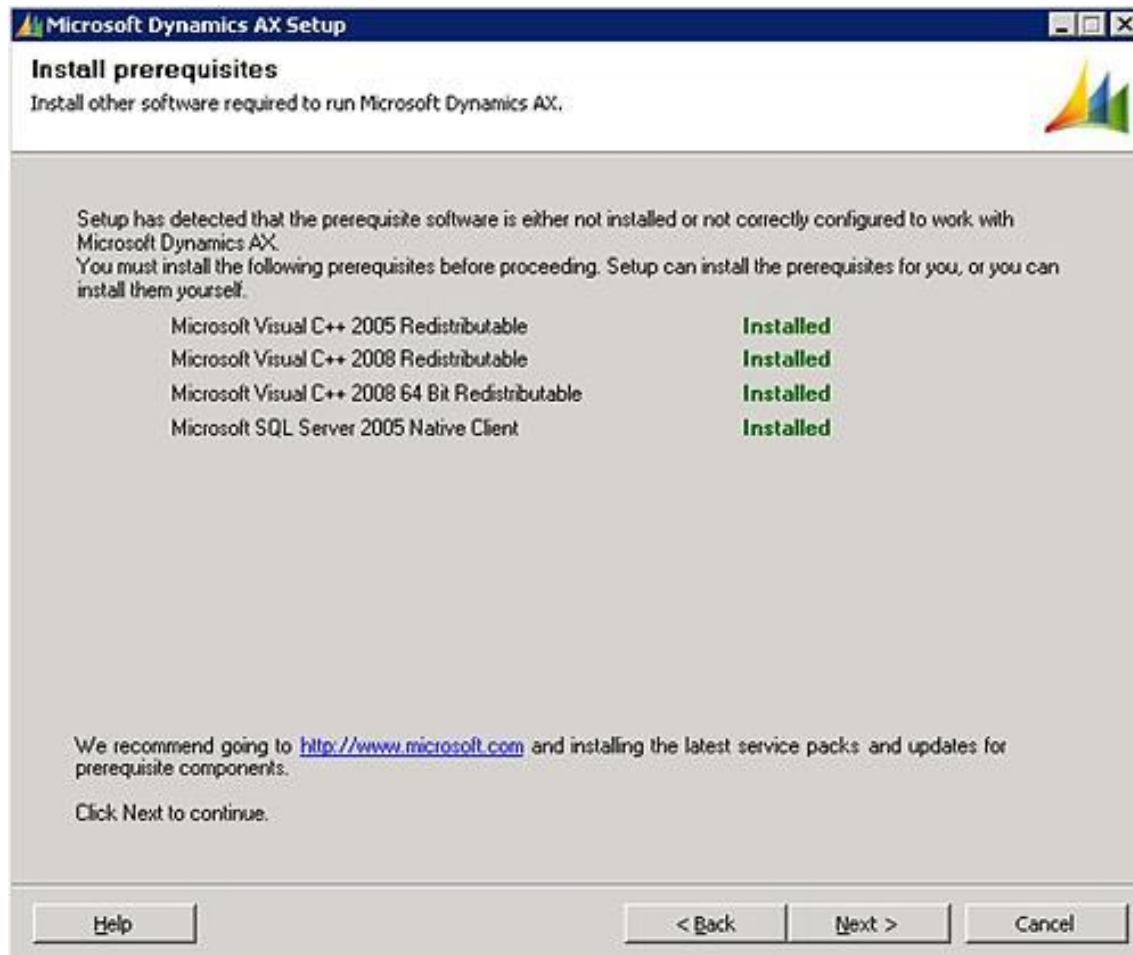 Microsoft Dynamics AX Setup
Install prerequisites
Install other software required to run Microsoft Dynamics AX.
Setup has detected that the prerequisite software is either not installed or not correctly configured to work with
Microsoft Dynamics AX.
You must install the following prerequisites before proceeding. Setup can install the prerequisites for you, or you can
install them yourself.
Microsoft Visual C++ 2005 Redistributable Installed
Microsoft Visual C++ 2008 Redistributable Installed
Microsoft Visual C++ 2008 64 Bit Redistributable Installed
Microsoft SQL Server 2005 Native Client Installed
We recommend going to http://www.microsoft.com and installing the latest service packs and updates for
prerequisite components.
Click Next to continue.
Help < Back Next > Cancel